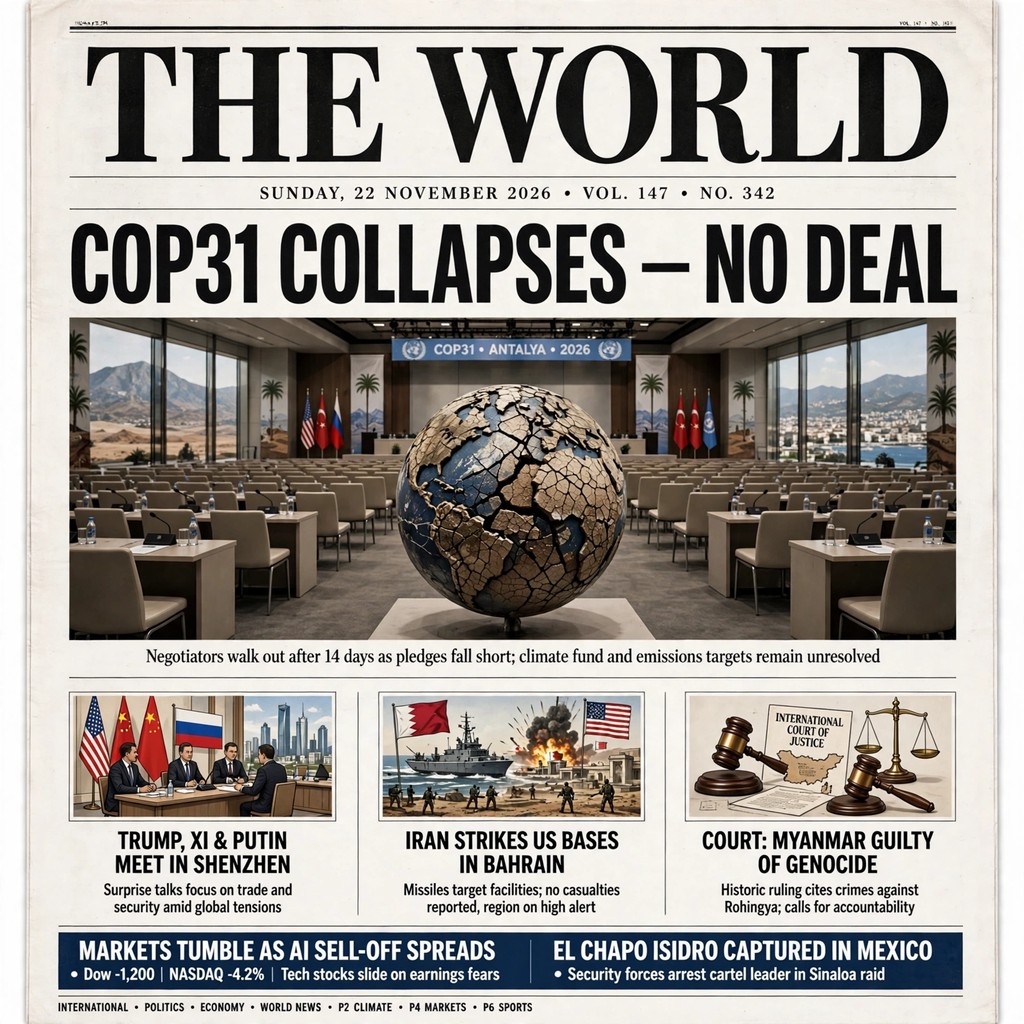 THE WORLD
SUNDAY, 22 NOVEMBER 2026 • VOL. 147 • NO. 342
COP31 COLLAPSES – NO DEAL
COP31 • ANTALYA • 2026
Negotiators walk out after 14 days as pledges fall short; climate fund and emissions targets remain unresolved
TRUMP, XI & PUTIN
MEET IN SHENZHEN
Surprise talks focus on trade and
security amid global tensions
IRAN STRIKES US BASES
IN BAHRAIN
Missiles target facilities; no casualties
reported, region on high alert
INTERNATIONAL
COURT OF
JUSTICE
COURT: MYANMAR GUILTY
OF GENOCIDE
Historic ruling cites crimes against
Rohingya; calls for accountability
MARKETS TUMBLE AS AI SELL-OFF SPREADS
• Dow -1,200 | NASDAQ -4.2% | Tech stocks slide on earnings fears
EL CHAPO ISIDRO CAPTURED IN MEXICO
• Security forces arrest cartel leader in Sinaloa raid
INTERNATIONAL • POLITICS • ECONOMY • WORLD NEWS • P2 CLIMATE • P4 MARKETS • P6 SPORTS